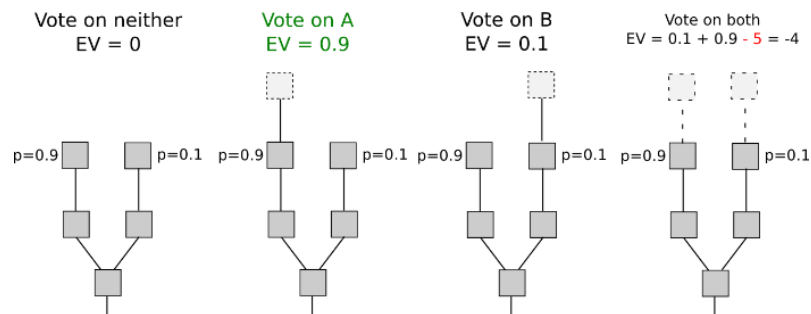 Vote on neither
EV = 0
Vote on A
EV = 0.9
Vote on B
EV = 0.1
Vote on both
EV = 0.1 + 0.9 - 5 = -4
p=0.9
p=0.1
p=0.9
p=0.1
p=0.9
p=0.1
p=0.9
p=0.1